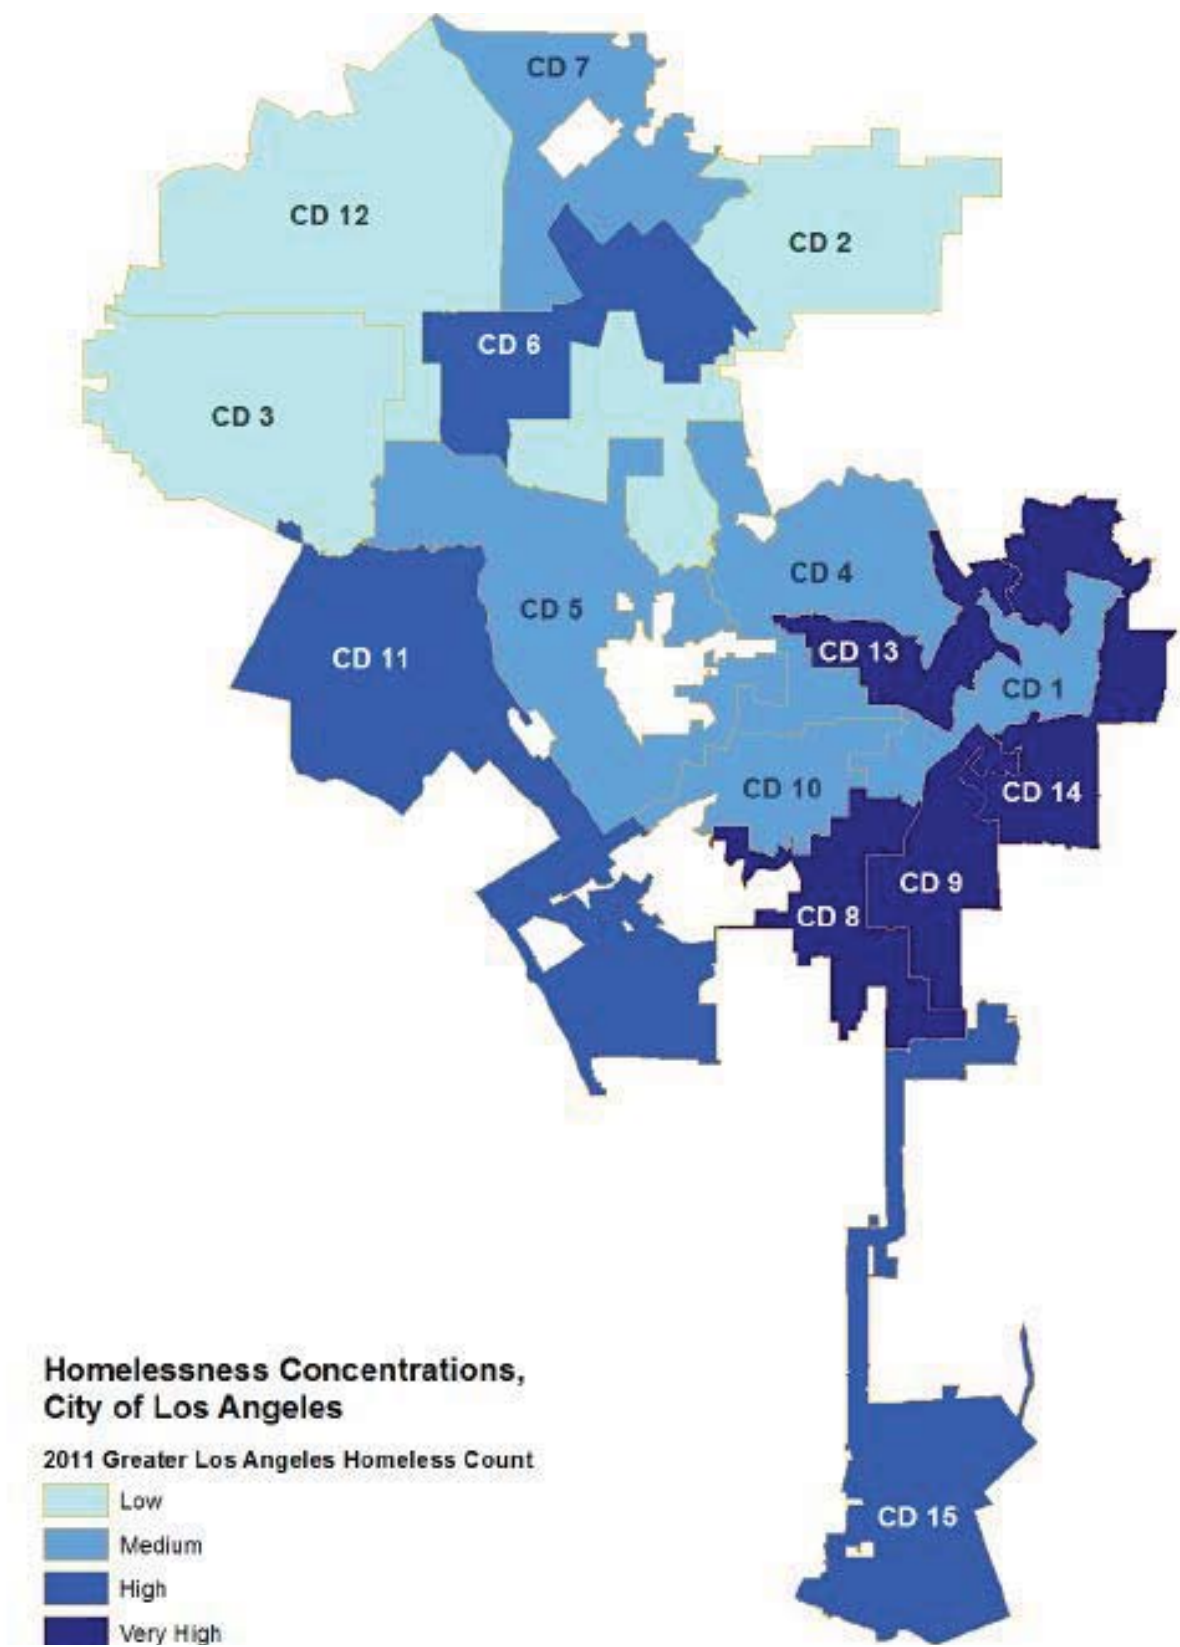 CD 7
CD 12
CD 2
CD 6
CD 3
CD 4
CD 5
CD 13
CD 11
CD 1
CD 10
CD 14
CD 9
CD 8
Homelessness Concentrations,
City of Los Angeles
2011 Greater Los Angeles Homeless Count
Low
Medium
CD 15
High
Very High